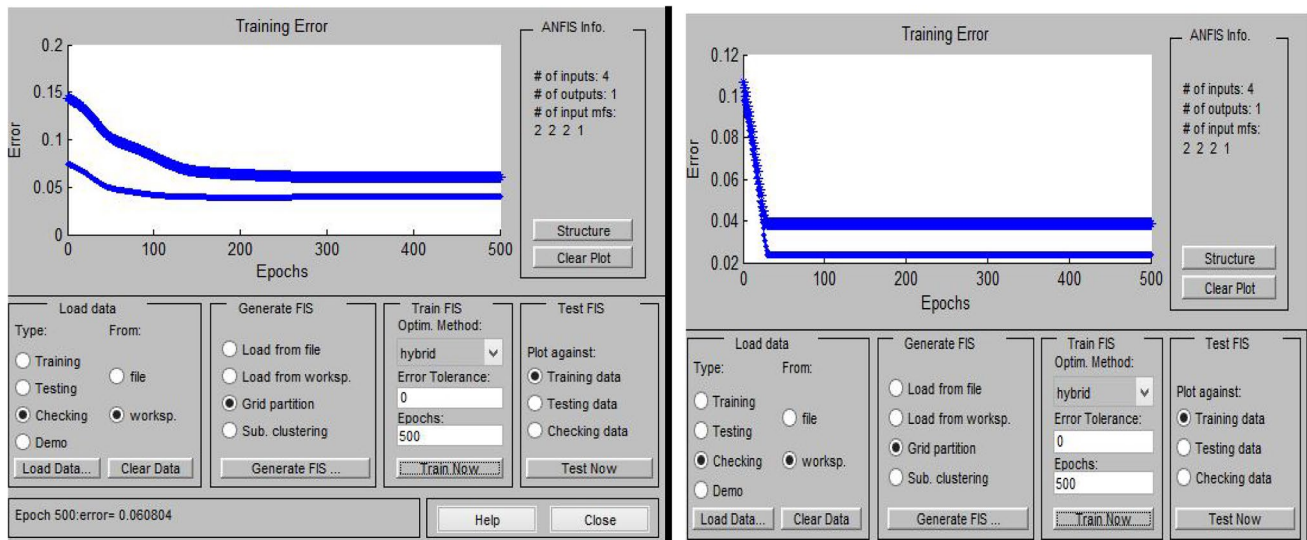 Training Error
0.2
0.15
0.1
0.05
0
Error
0 100 200 300 400 500
Epochs
ANFIS Info.
# of inputs: 4
# of outputs: 1
# of input mfs:
2 2 2 1
Structure
Clear Plot
Load data
Type: From:
Training
Testing
Checking
Demo
file
worksp.
Load Data... Clear Data
Generate FIS
Load from file
Load from worksp.
Grid partition
Sub. clustering
Generate FIS ...
Train FIS
Optim. Method:
hybrid
Error Tolerance:
0
Epochs:
500
Train Now
Test FIS
Plot against:
Training data
Testing data
Checking data
Test Now
Epoch 500:error= 0.060804
Help Close
Training Error
0.12
0.1
0.08
0.06
0.04
0.02
Error
0 100 200 300 400 500
Epochs
ANFIS Info.
# of inputs: 4
# of outputs: 1
# of input mfs:
2 2 2 1
Structure
Clear Plot
Load data
Type: From:
Training
Testing
Checking
Demo
file
worksp.
Load Data... Clear Data
Generate FIS
Load from file
Load from worksp.
Grid partition
Sub. clustering
Generate FIS ...
Train FIS
Optim. Method:
hybrid
Error Tolerance:
0
Epochs:
500
Train Now
Test FIS
Plot against:
Training data
Testing data
Checking data
Test Now